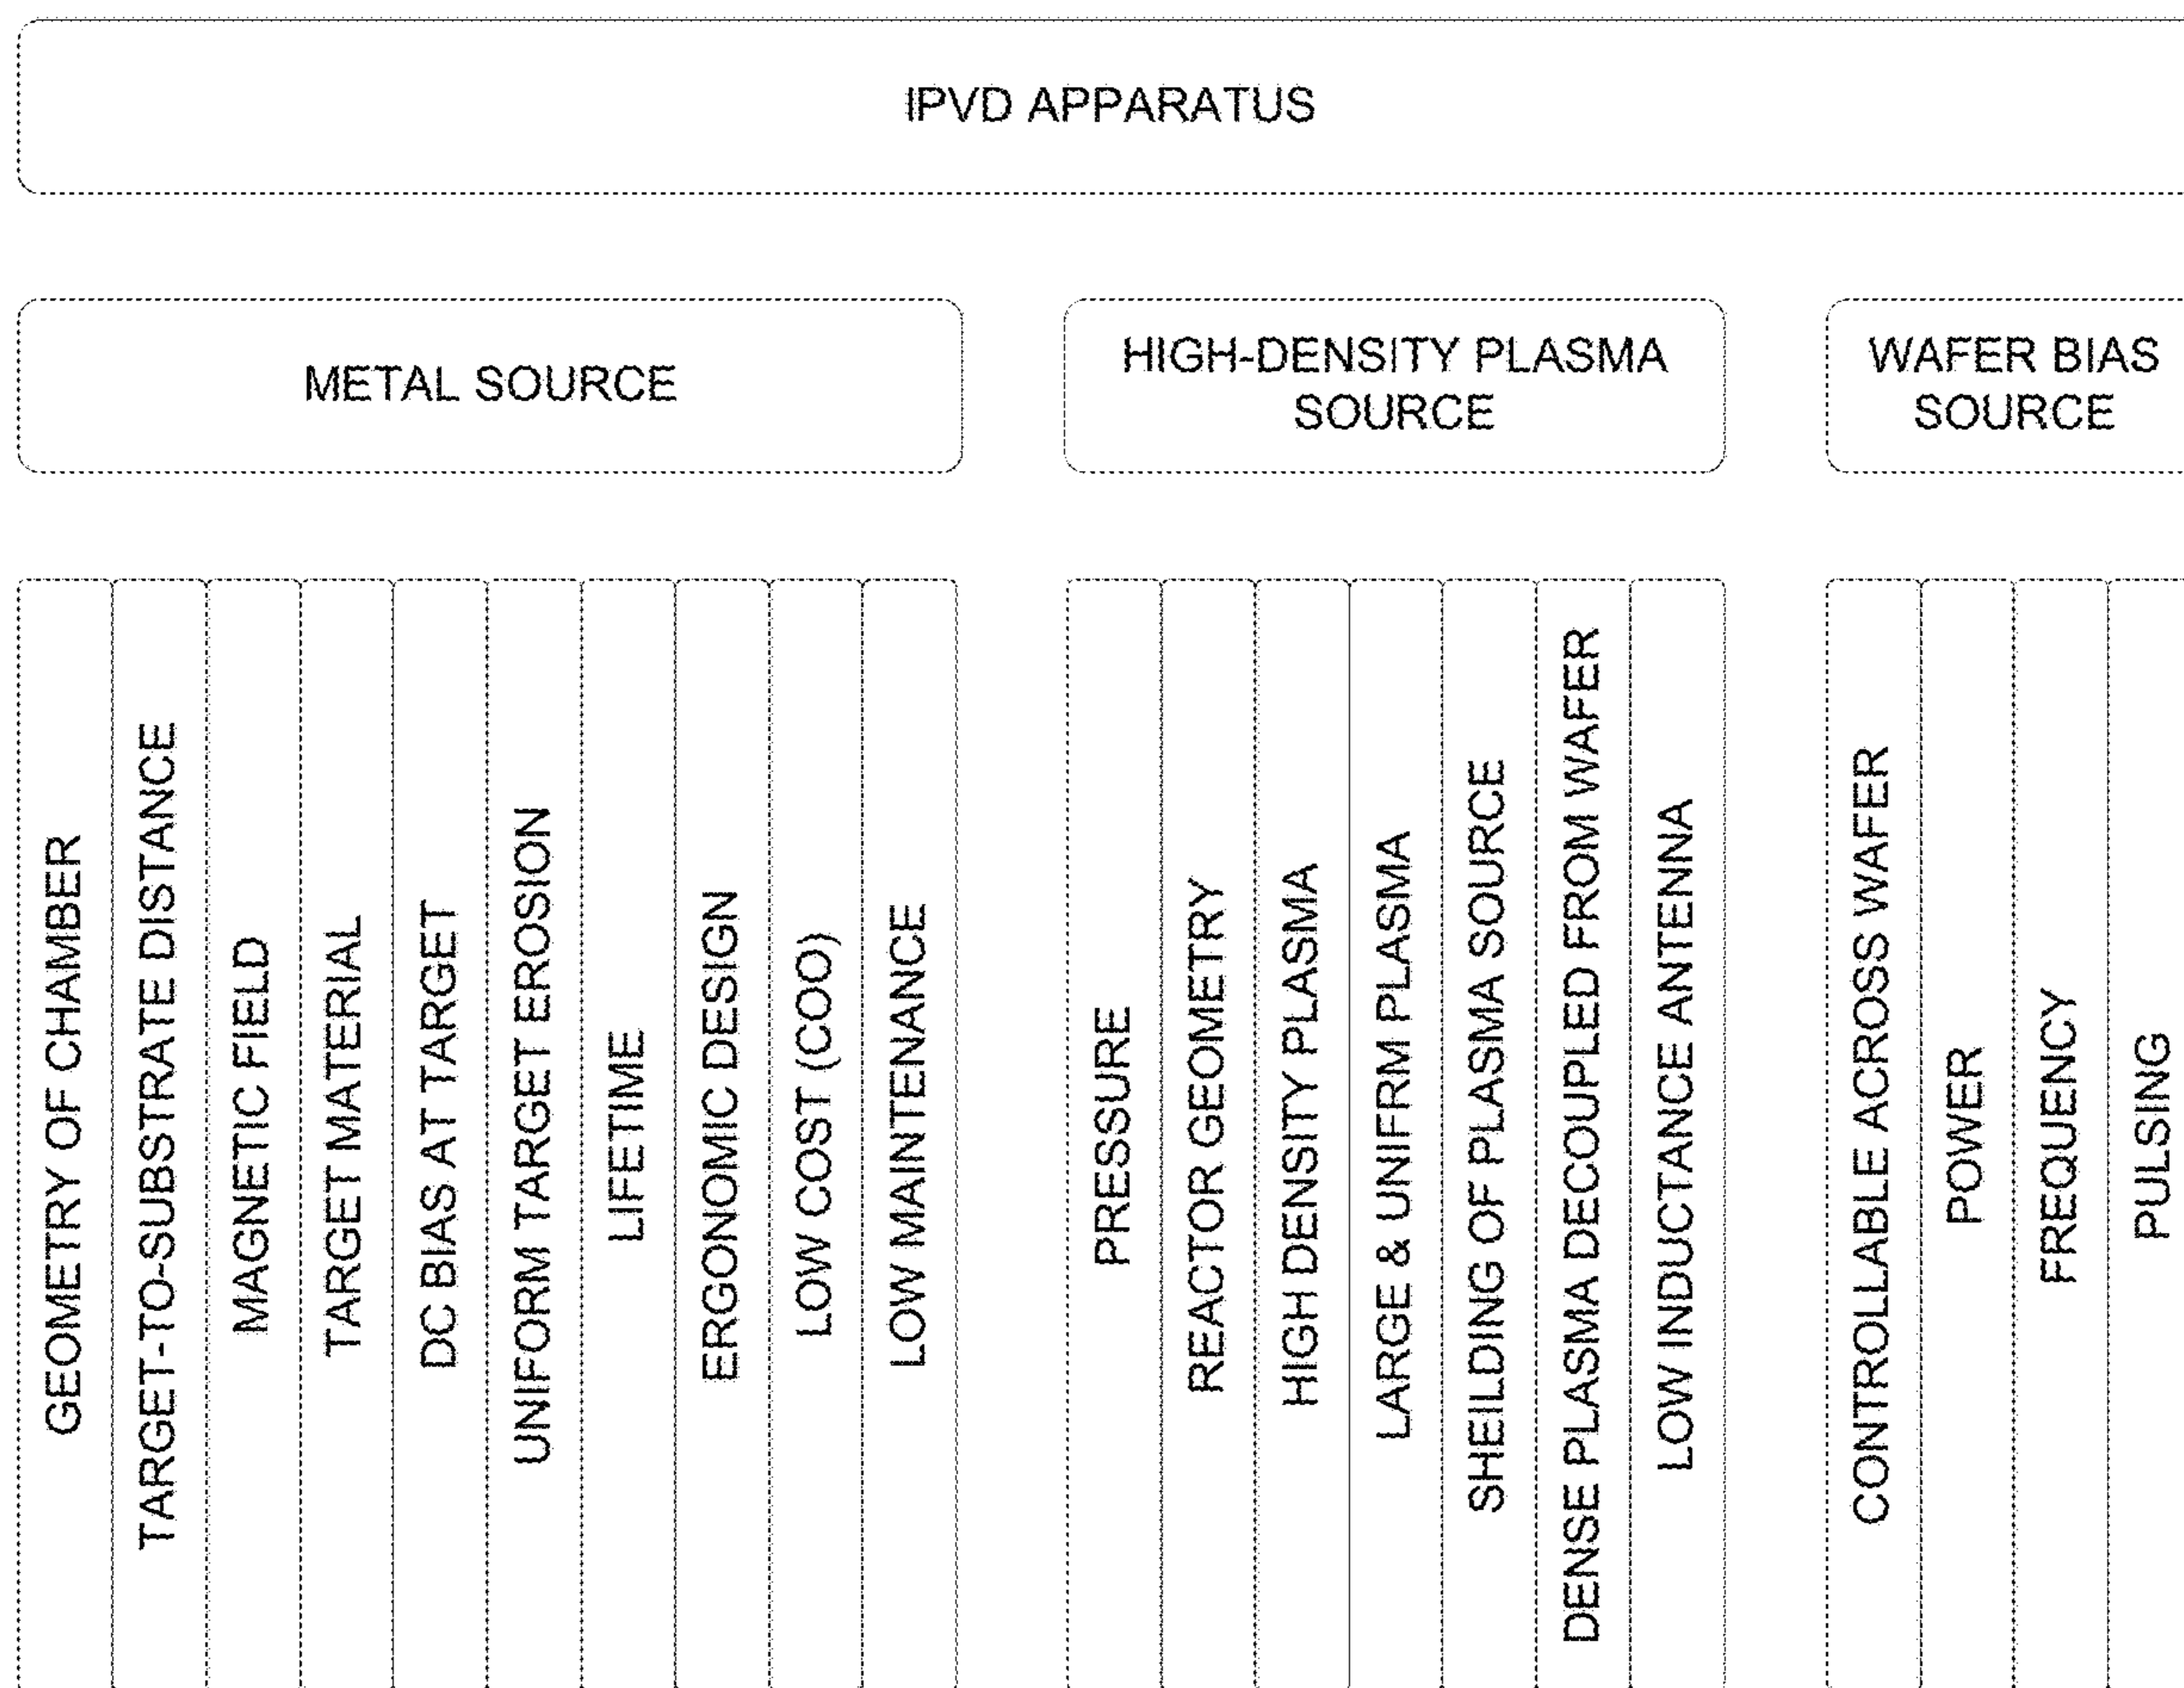 IPVD APPARATUS
METAL SOURCE
HIGH-DENSITY PLASMA
SOURCE
WAFER BIAS
SOURCE
GEOMETRY OF CHAMBER
TARGET-TO-SUBSTRATE DISTANCE
MAGNETIC FIELD
TARGET MATERIAL
DC BIAS AT TARGET
UNIFORM TARGET EROSION
LIFETIME
ERGONOMIC DESIGN
LOW COST (COO)
LOW MAINTENANCE
PRESSURE
REACTOR GEOMETRY
HIGH DENSITY PLASMA
LARGE & UNIFRM PLASMA
SHEILDING OF PLASMA SOURCE
DENSE PLASMA DECOUPLED FROM WAFER
LOW INDUCTANCE ANTENNA
CONTROLLABLE ACROSS WAFER
POWER
FREQUENCY
PULSING